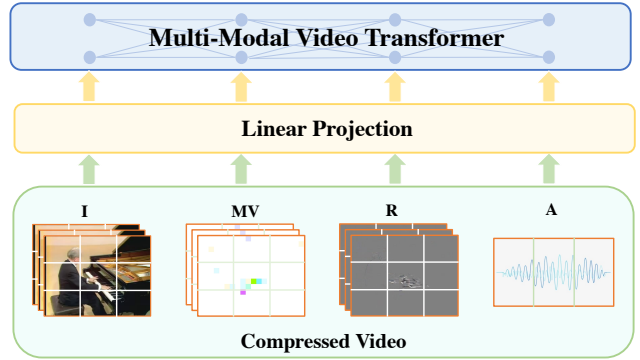 Multi-Modal Video Transformer
Linear Projection
I
MV
R
A
Compressed Video